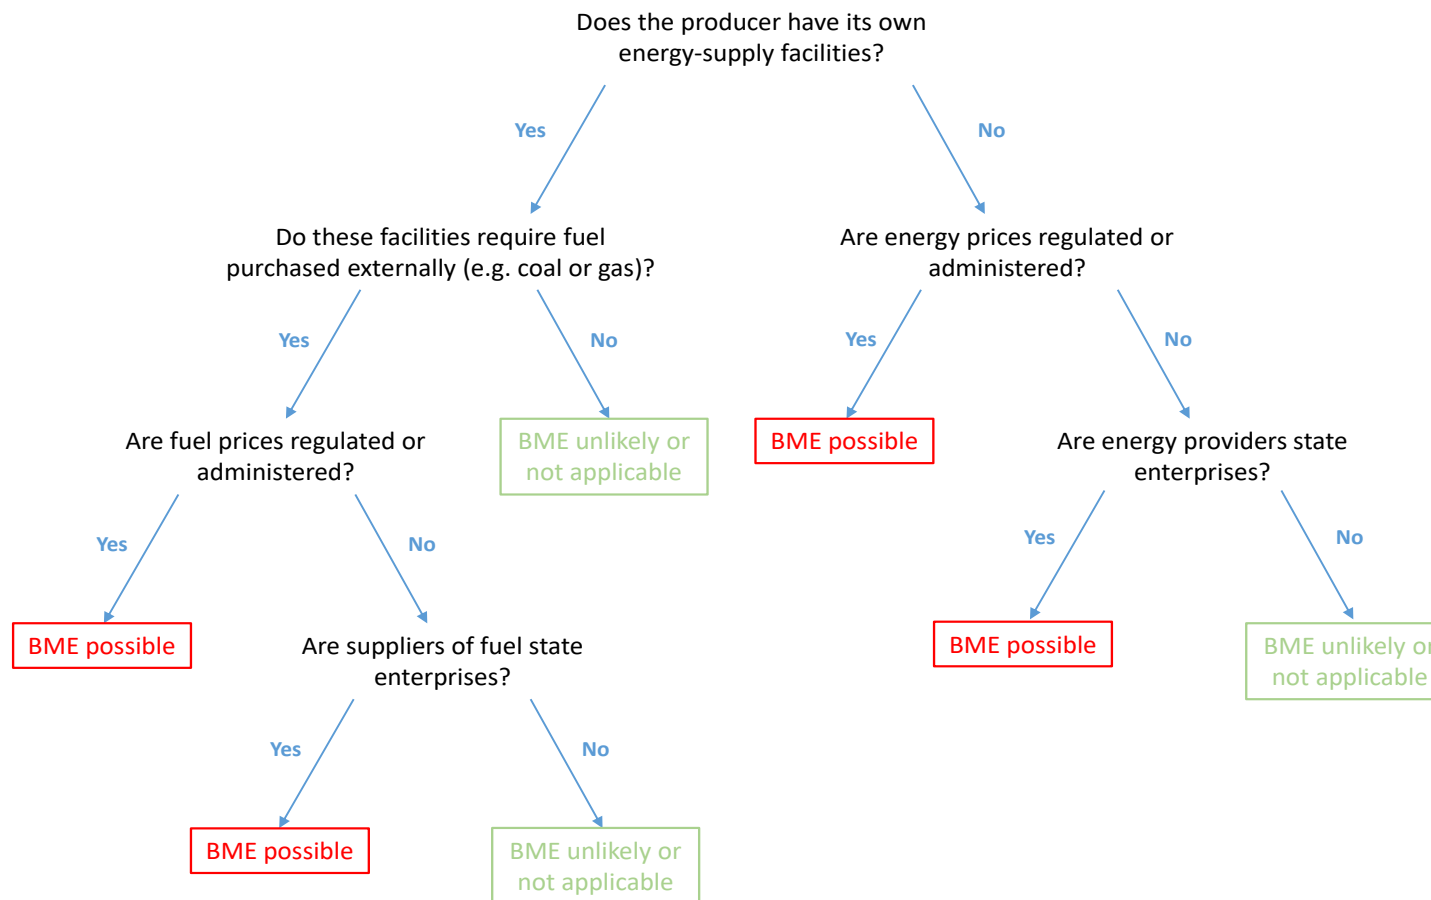 Does the producer have its own
energy-supply facilities?
Yes
No
Do these facilities require fuel
purchased externally (e.g. coal or gas)?
Are energy prices regulated or
administered?
Yes
No
Yes
No
Are fuel prices regulated or
administered?
BME unlikely or
not applicable
BME possible
Are energy providers state
enterprises?
Yes
No
Yes
No
BME possible
Are suppliers of fuel state
enterprises?
BME possible
BME unlikely or
not applicable
Yes
No
BME possible
BME unlikely or
not applicable